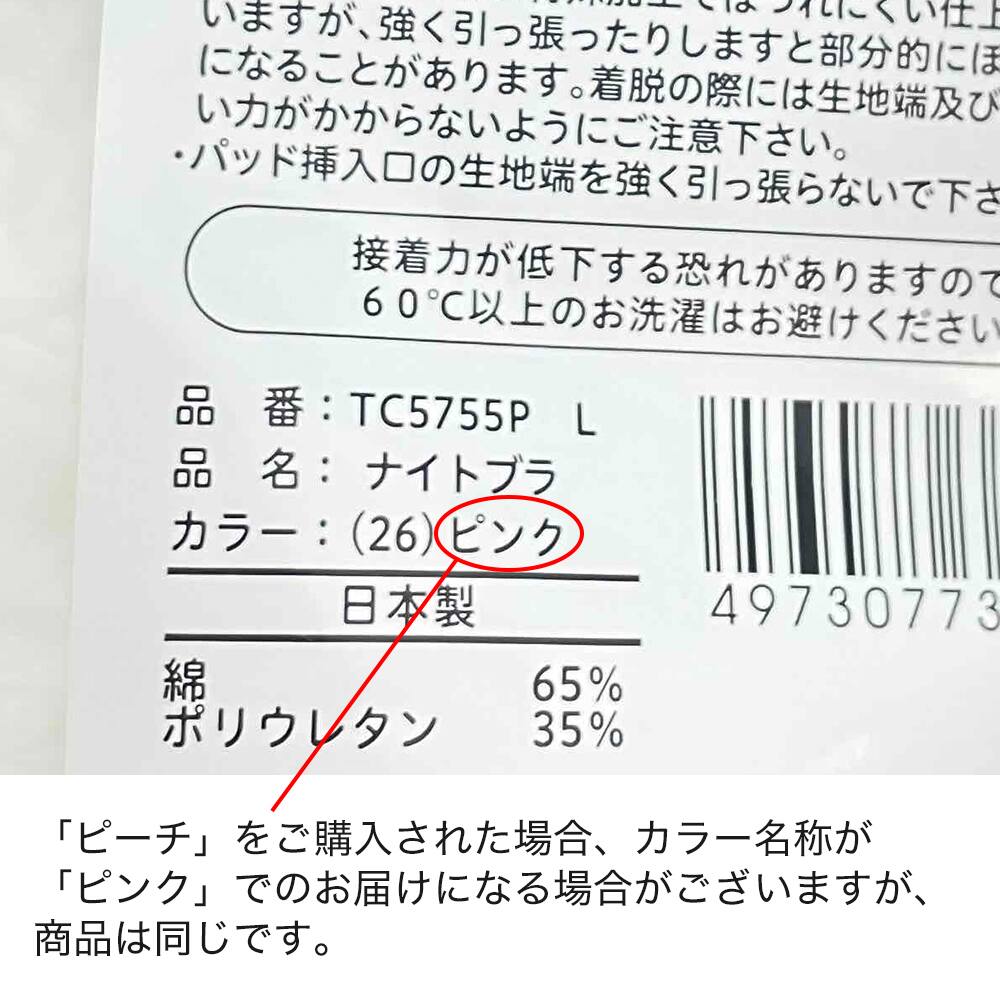 いますが、強く引っ張ったりしますと部分的にほ
になることがあります。着脱の際には生地端及び
い力がかからないようにご注意下さい。
・パッド挿入口の生地端を強く引っ張らないで下さ
接着力が低下する恐れがありますので
60℃以上のお洗濯はお避けください
品 番：TC5755P L
品 名： ナイトブラ
カラー：(26)ピンク
日本製
綿 65%
ポリウレタン 35%
49730773
「ピーチ」をご購入された場合、カラー名称が
「ピンク」でのお届けになる場合がございますが、
商品は同じです。